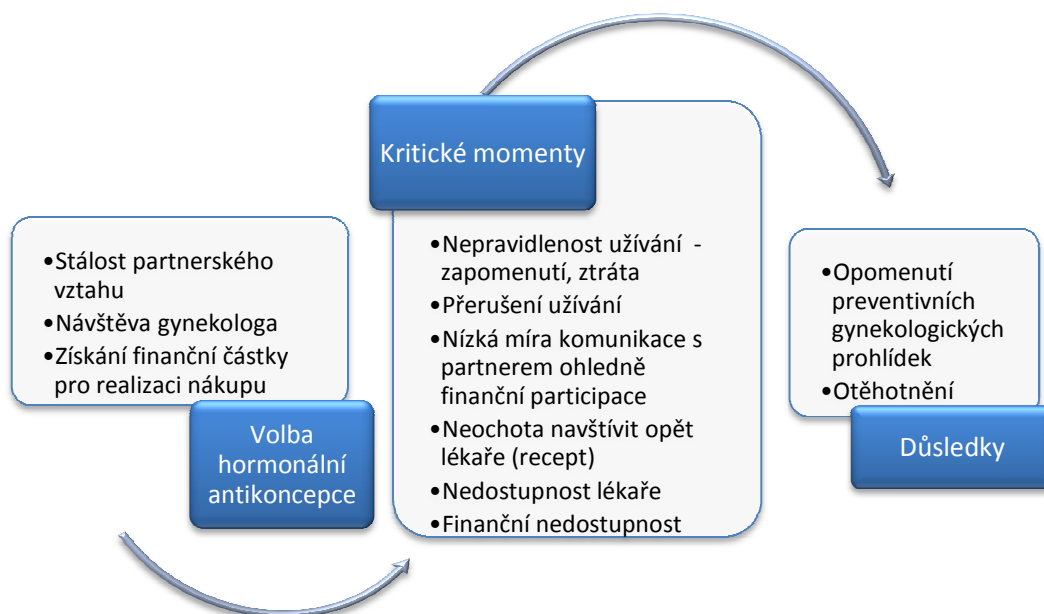 •Stálost partnerského
vztahu
•Návštěva gynekologa
•Získání finanční částky
pro realizaci nákupu
Volba
hormonální
antikoncepce
Kritické momenty
•Nepravidlenost užívání -
zapomenutí, ztráta
•Přerušení užívání
•Nízká míra komunikace s
partnerem ohledně
finanční participace
•Neochota navštívit opět
lékaře (recept)
•Nedostupnost lékaře
•Finanční nedostupnost
•Opomenutí
preventivních
gynekologických
prohlídek
•Otěhotnění
Důsledky